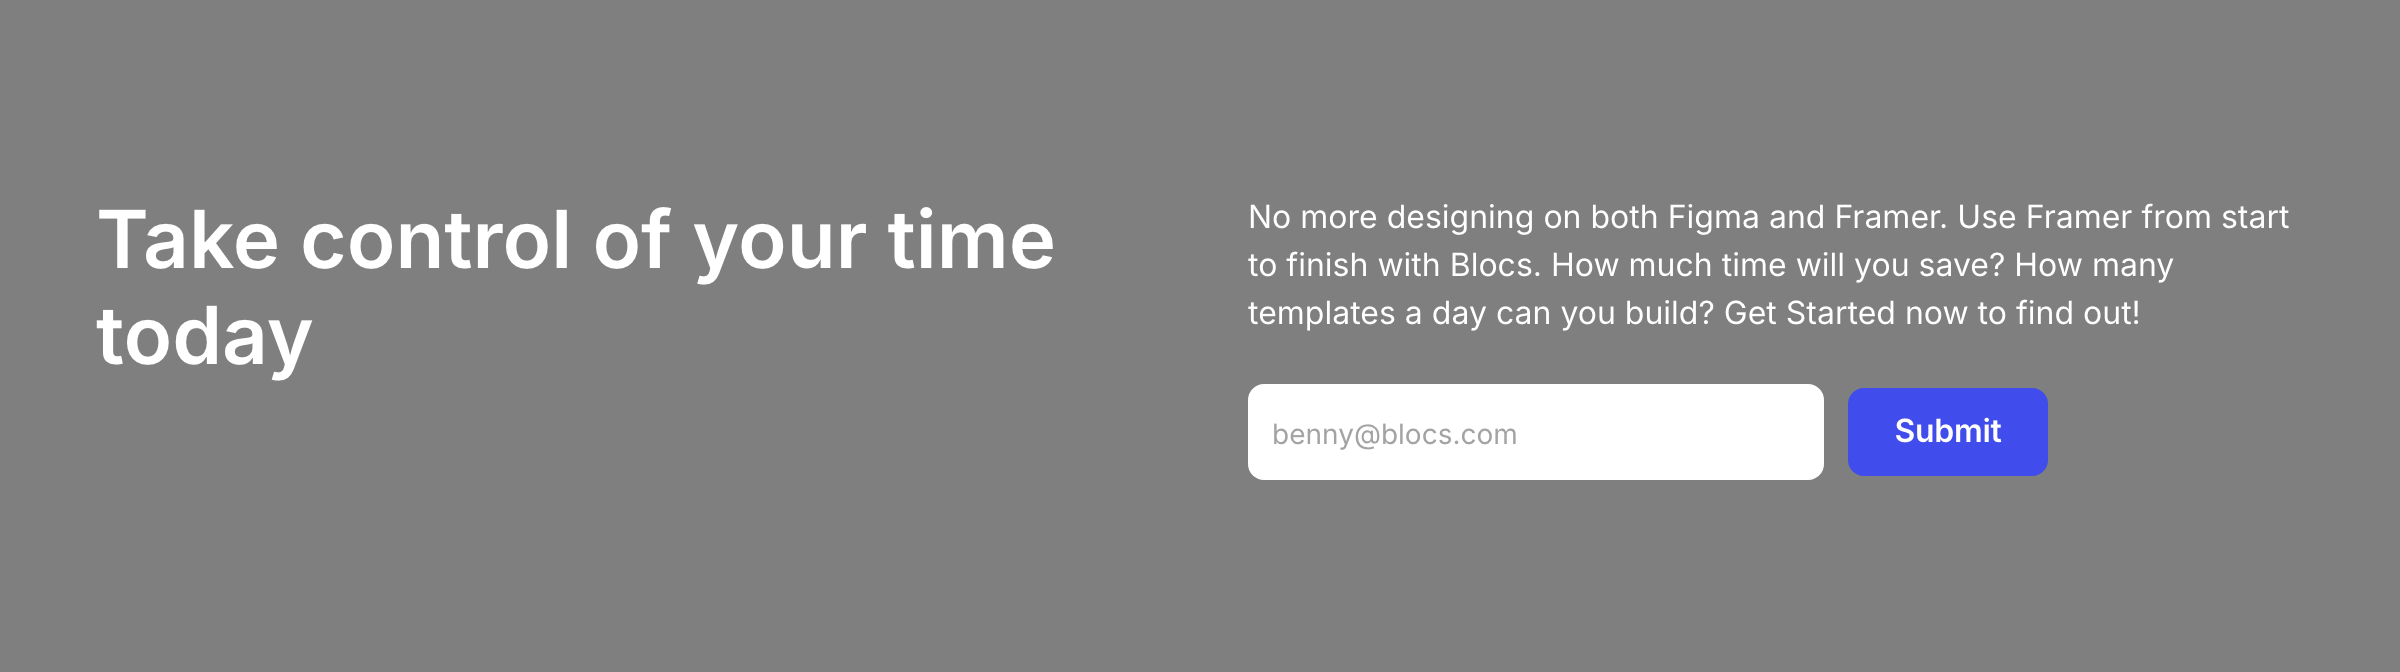 Take control of your time
today
No more designing on both Figma and Framer. Use Framer from start
to finish with Blocs. How much time will you save? How many
templates a day can you build? Get Started now to find out!
benny@blocs.com
Submit